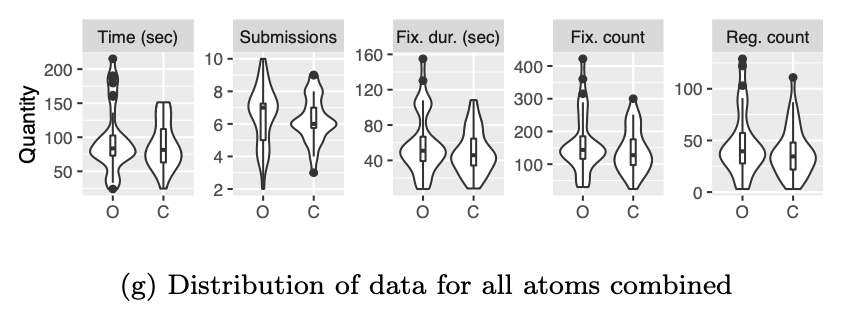 Time (sec) Submissions Fix. dur. (sec) Fix. count Reg. count
Quantity
200 150 100 50
10 8 6 4 2
160 120 80 40
400 300 200 100
100 50 0
O C O C O C O C O C
(g) Distribution of data for all atoms combined